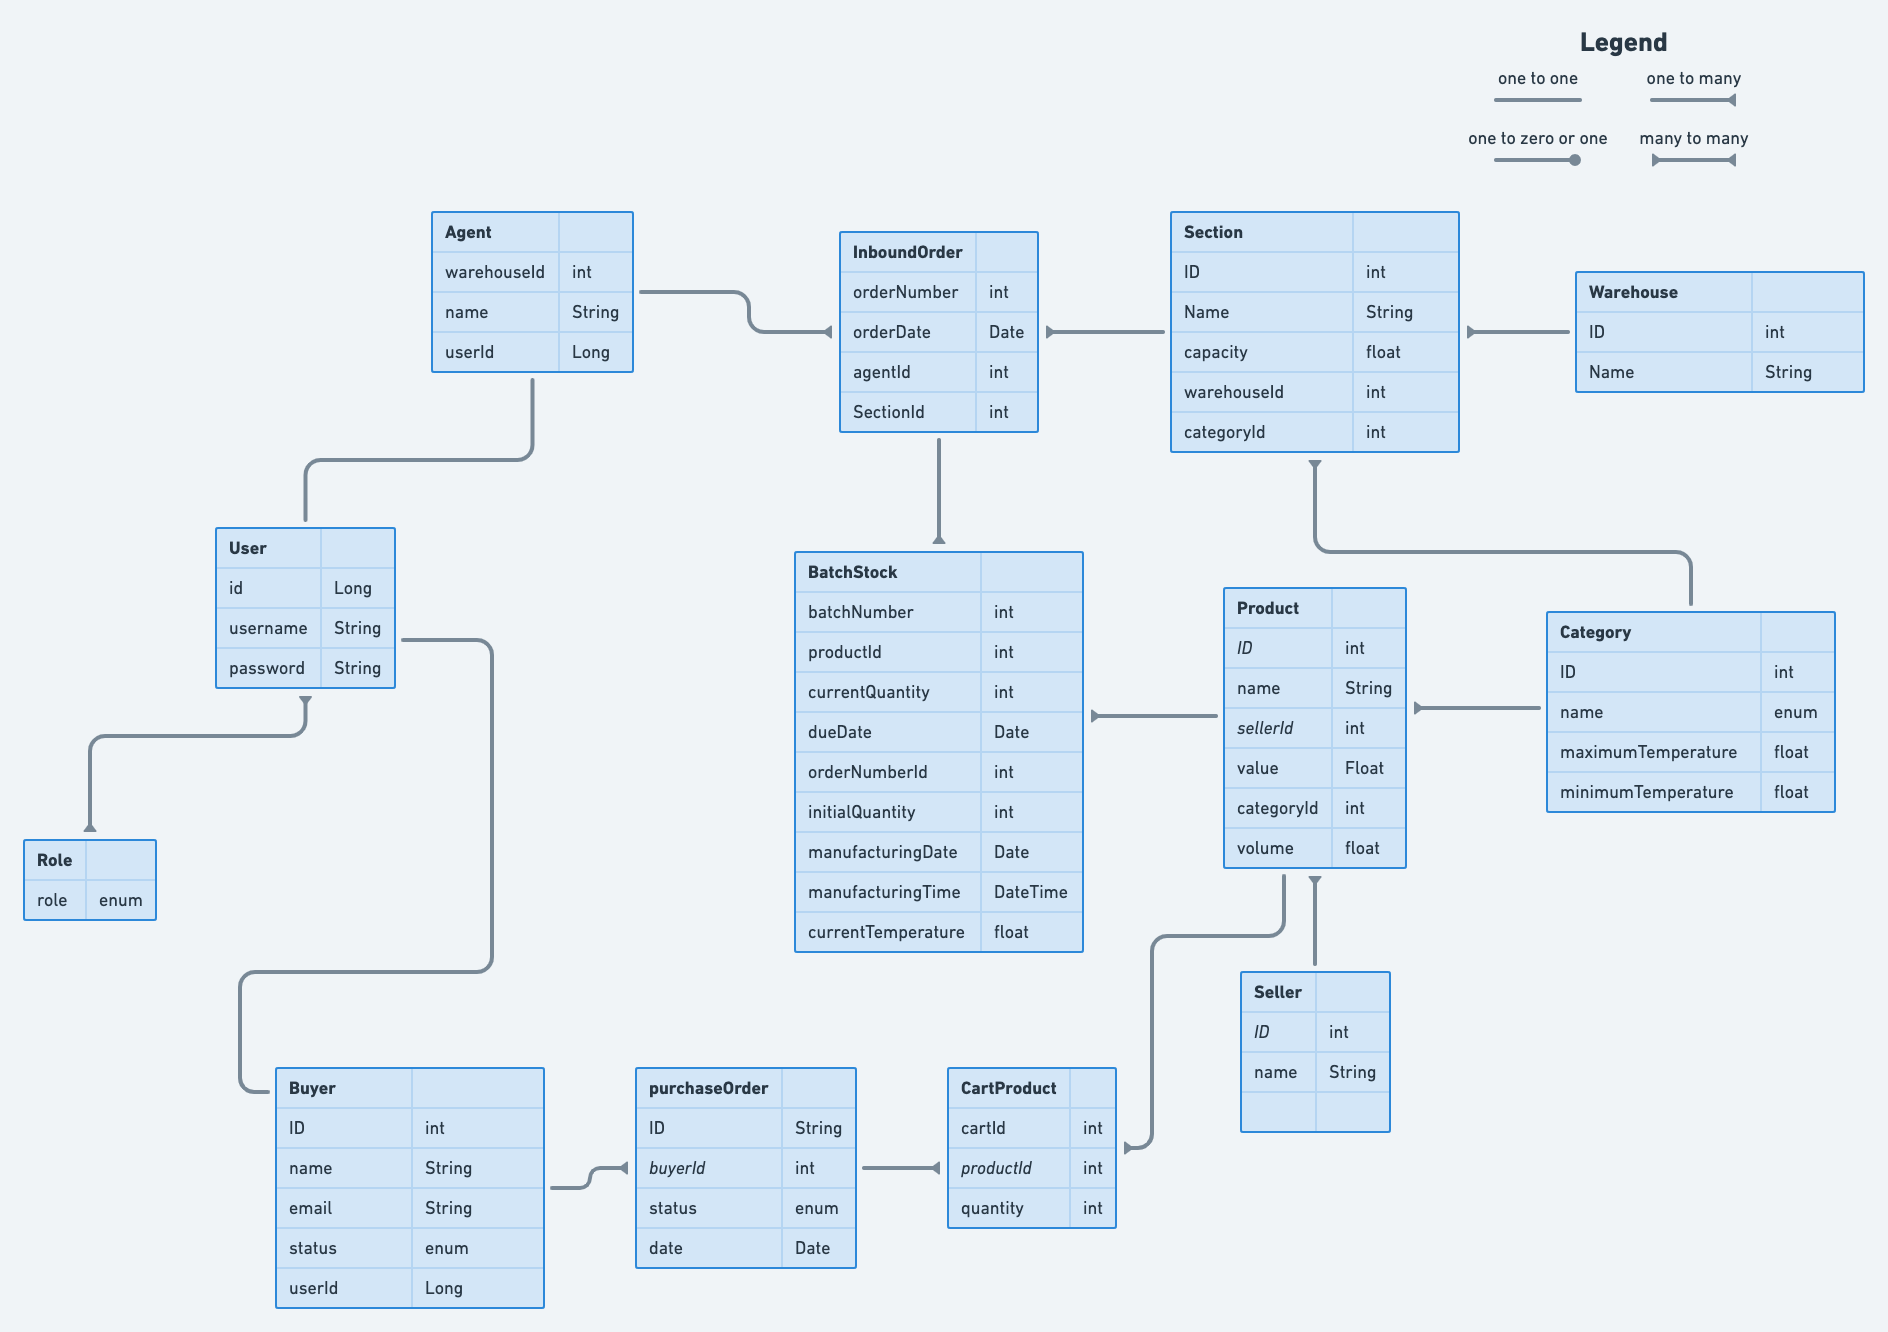 Legend
one to one
one to many
one to zero or one
many to many
Agent
warehouseId int
name String
userId Long
InboundOrder
orderNumber int
orderDate Date
agentId int
SectionId int
Section
ID int
Name String
capacity float
warehouseId int
categoryId int
Warehouse
ID int
Name String
User
id Long
username String
password String
BatchStock
batchNumber int
productId int
currentQuantity int
dueDate Date
orderNumberId int
initialQuantity int
manufacturingDate Date
manufacturingTime DateTime
currentTemperature float
Product
ID int
name String
sellerId int
value Float
categoryId int
volume float
Category
ID int
name enum
maximumTemperature float
minimumTemperature float
Role
role enum
Seller
ID int
name String
Buyer
ID int
name String
email String
status enum
userId Long
purchaseOrder
ID String
buyerId int
status enum
date Date
CartProduct
cartId int
productId int
quantity int